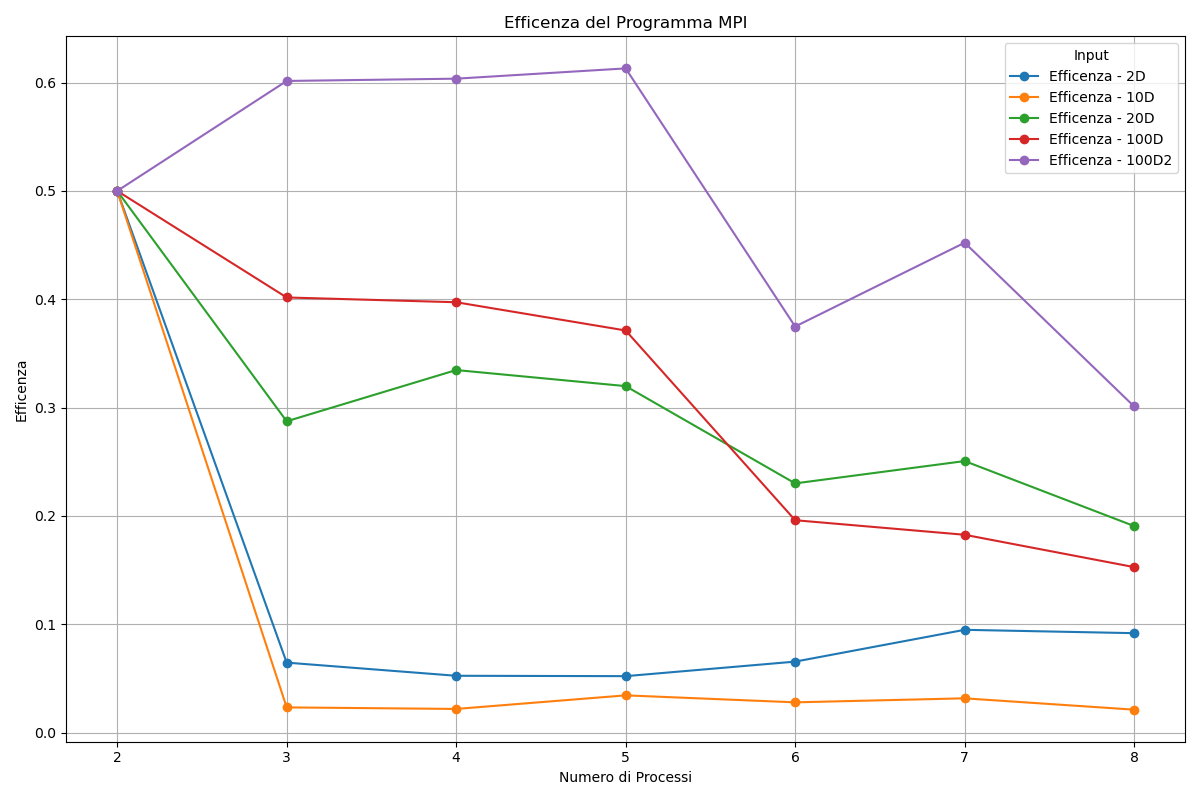 Efficenza del Programma MPI
Input
Efficenza - 2D
Efficenza - 10D
Efficenza - 20D
Efficenza - 100D
Efficenza - 100D2
Efficenza
0.6
0.5
0.4
0.3
0.2
0.1
0.0
2 3 4 5 6 7 8
Numero di Processi